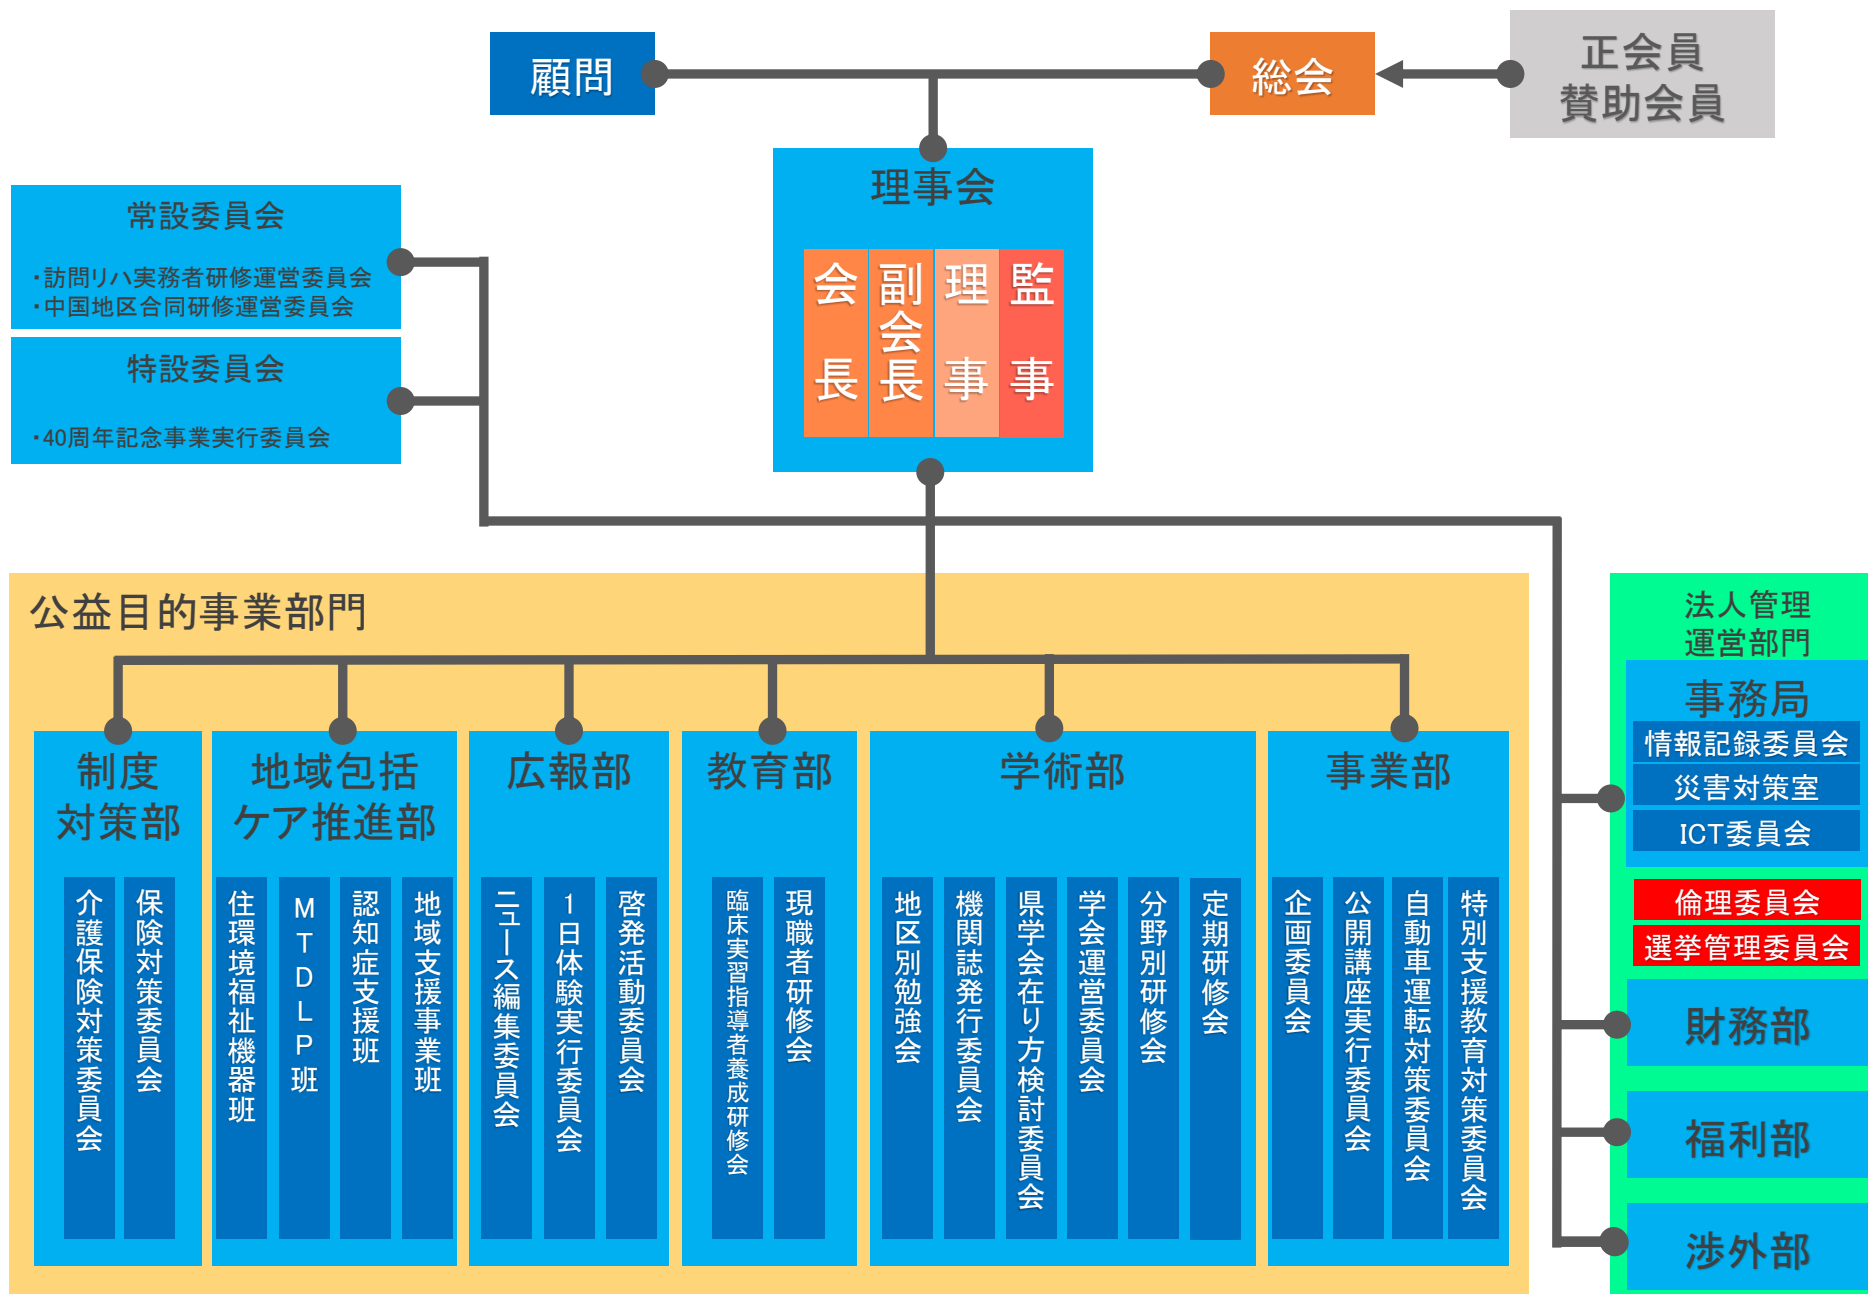 顧問
総会
正会員
賛助会員
理事会
会長
副会長
理事
監事
常設委員会
・訪問リハ実務者研修運営委員会
・中国地区合同研修運営委員会
特設委員会
・40周年記念事業実行委員会
公益目的事業部門
制度
対策部
介護保険対策委員会
保険対策委員会
地域包括
ケア推進部
住環境福祉機器班
MTDLP班
認知症支援班
地域支援事業班
広報部
ニュース編集委員会
1日体験実行委員会
啓発活動委員会
教育部
臨床実習指導者養成研修会
現職者研修会
学術部
地区別勉強会
機関誌発行委員会
県学会在り方検討委員会
学会運営委員会
分野別研修会
定期研修会
事業部
企画委員会
公開講座実行委員会
自動車運転対策委員会
特別支援教育対策委員会
法人管理
運営部門
事務局
情報記録委員会
災害対策室
ICT委員会
倫理委員会
選挙管理委員会
財務部
福利部
渉外部